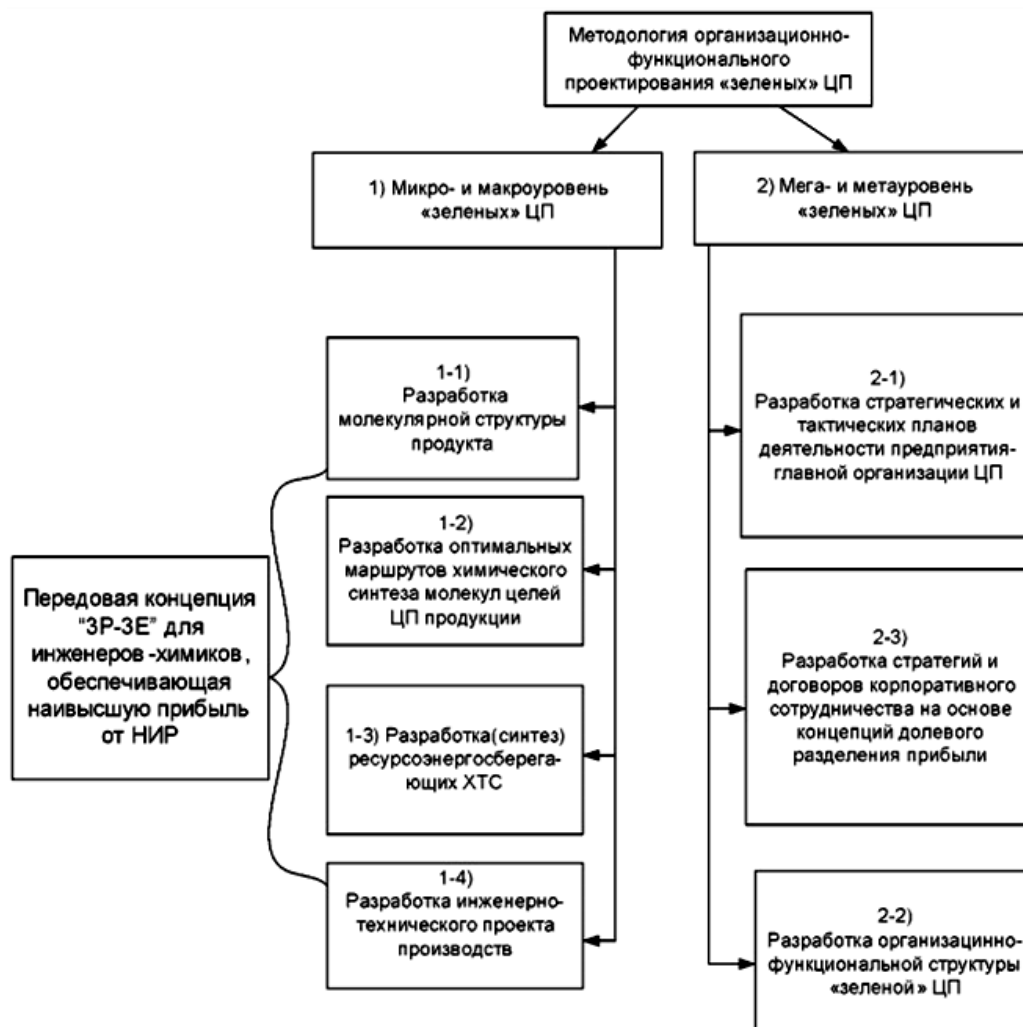 Методология организационно-
функционального
проектирования «зеленых» ЦП
1) Микро- и макроуровень
«зеленых» ЦП
2) Мега- и метауровень
«зеленых» ЦП
1-1)
Разработка
молекулярной структуры
продукта
1-2)
Разработка оптимальных
маршрутов химического
синтеза молекул целей
ЦП продукции
1-3) Разработка(синтез)
ресурсоэнергосберега-
ющих ХТС
1-4)
Разработка инженерно-
технического проекта
производств
Передовая концепция
“3P-3E” для
инженеров-химиков,
обеспечивающая
наивысшую прибыль
от НИР
2-1)
Разработка стратегических и
тактических планов
деятельности предприятия-
главной организации ЦП
2-3)
Разработка стратегий и
договоров корпоративного
сотрудничества на основе
концепций долевого
разделения прибыли
2-2)
Разработка организацинно-
функциональной структуры
«зеленой» ЦП